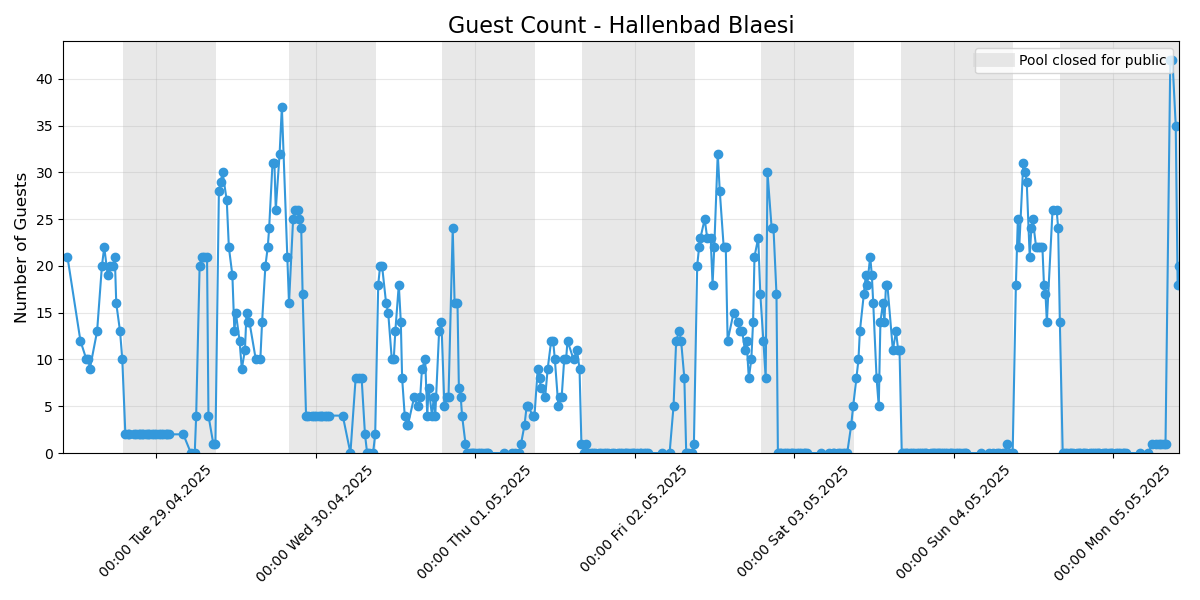 Guest Count - Hallenbad Blaesi
Pool closed for public
Number of Guests
40
35
30
25
20
15
10
5
0
00:00 Tue 29.04.2025
00:00 Wed 30.04.2025
00:00 Thu 01.05.2025
00:00 Fri 02.05.2025
00:00 Sat 03.05.2025
00:00 Sun 04.05.2025
00:00 Mon 05.05.2025